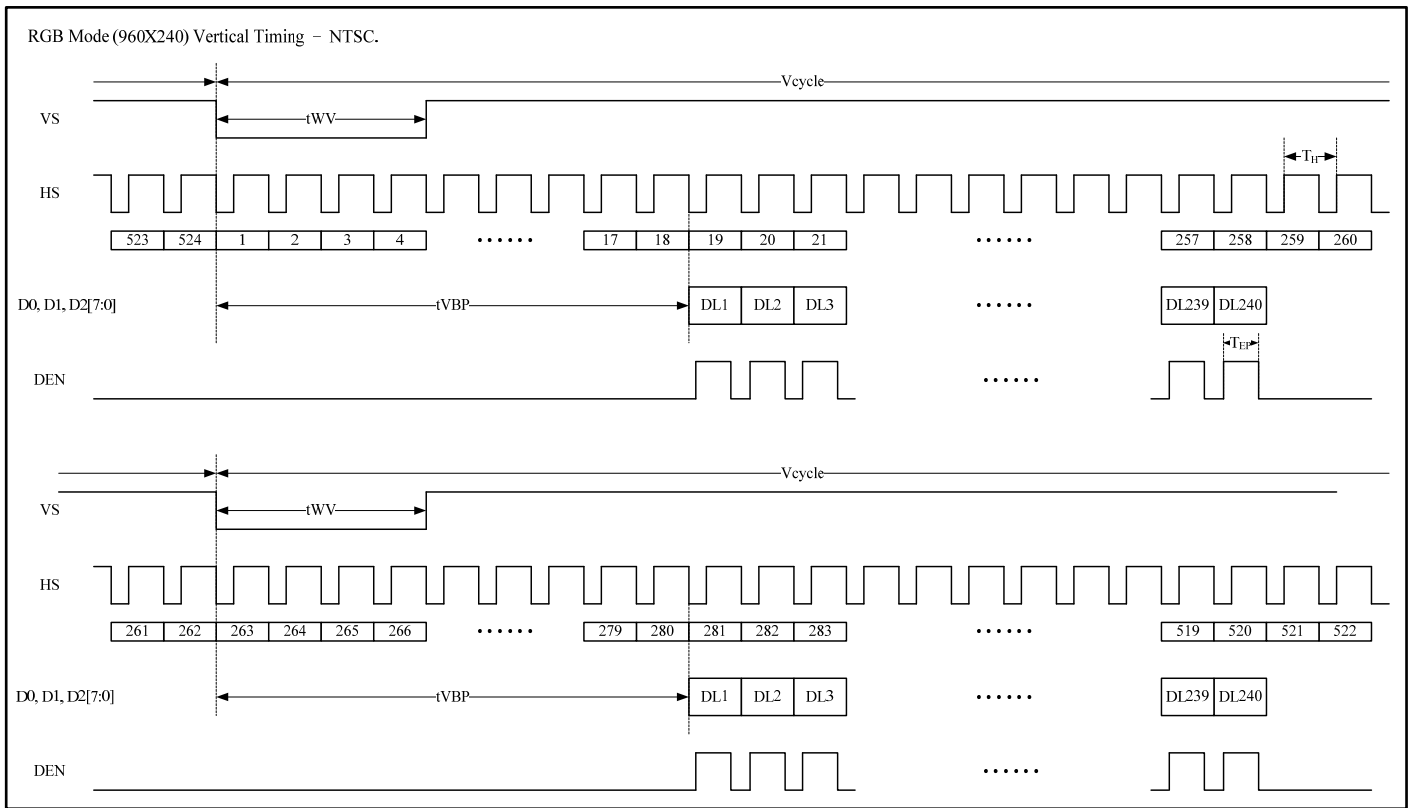 RGB Mode (960X240) Vertical Timing – NTSC.
Vcycle
VS
tWV
TH
HS
523 524 1 2 3 4 ...... 17 18 19 20 21 ...... 257 258 259 260
D0, D1, D2[7:0]
tVBP
DL1 DL2 DL3 ...... DL239 DL240
TEP
DEN
......
Vcycle
VS
tWV
HS
261 262 263 264 265 266 ...... 279 280 281 282 283 ...... 519 520 521 522
D0, D1, D2[7:0]
tVBP
DL1 DL2 DL3 ...... DL239 DL240
DEN
......